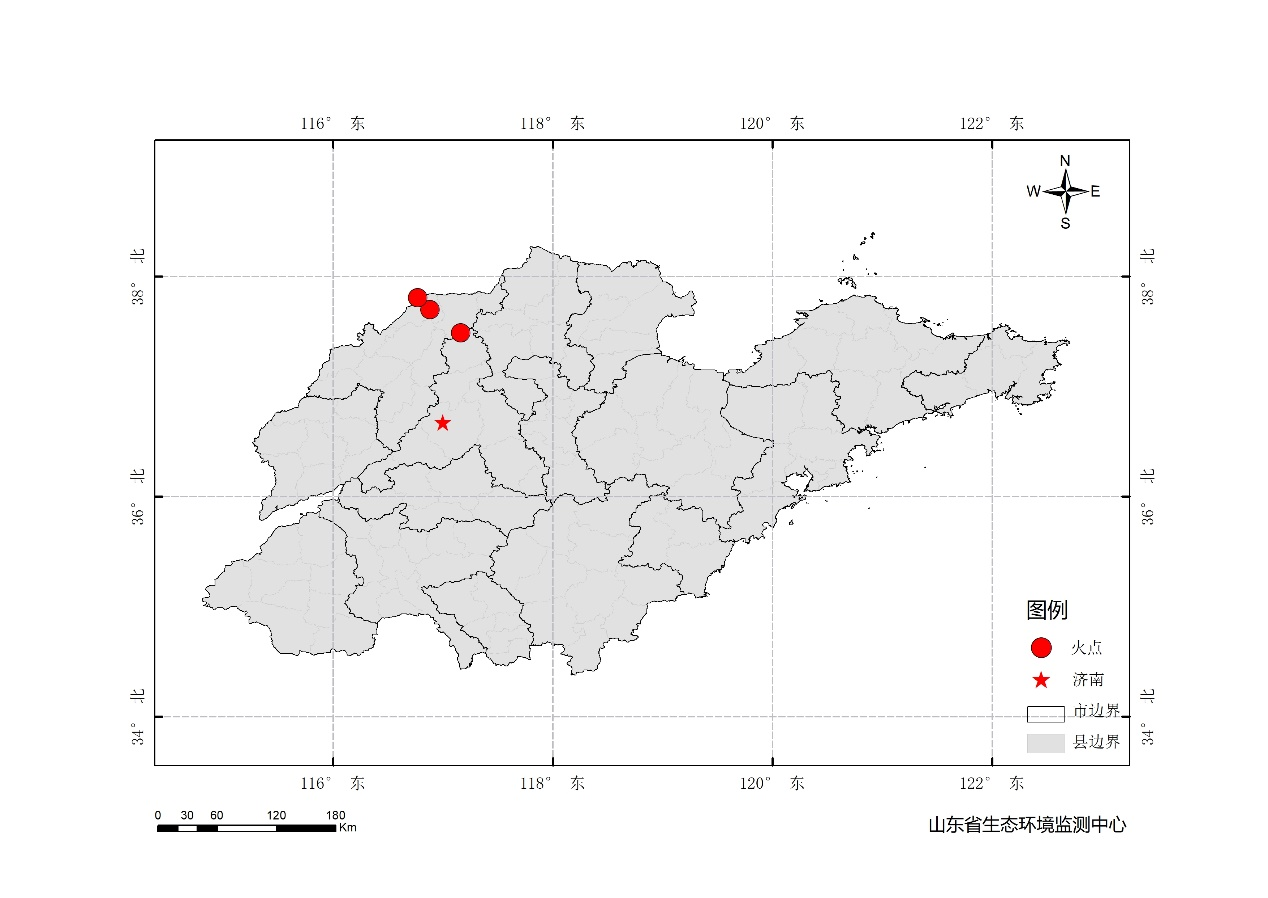 116° 东 118° 东 120° 东 122° 东
N
W E
S
38° 北
38° 北
36° 北
36° 北
图例
火点
济南
市边界
县边界
34° 北
34° 北
116° 东 118° 东 120° 东 122° 东
0 30 60 120 180
Km
山东省生态环境监测中心